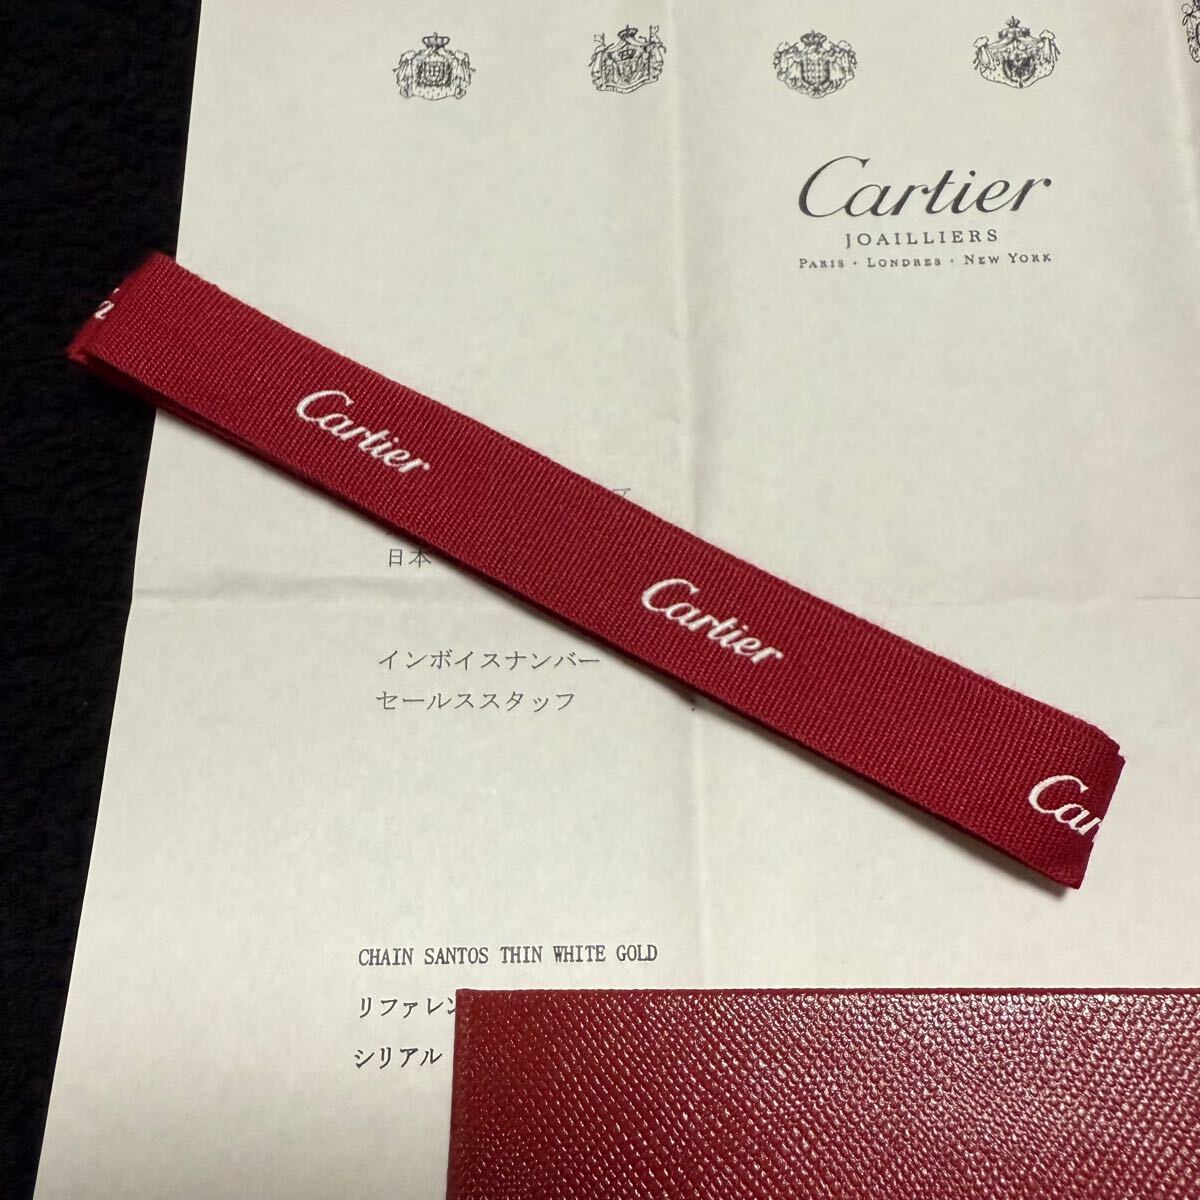 Cartier
JOAILLIERS
PARIS · LONDRES · NEW YORK
Cartier
Cartier
Car
日本
インボイスナンバー
セールススタッフ :
CHAIN SANTOS THIN WHITE GOLD
リファレン
シリアル